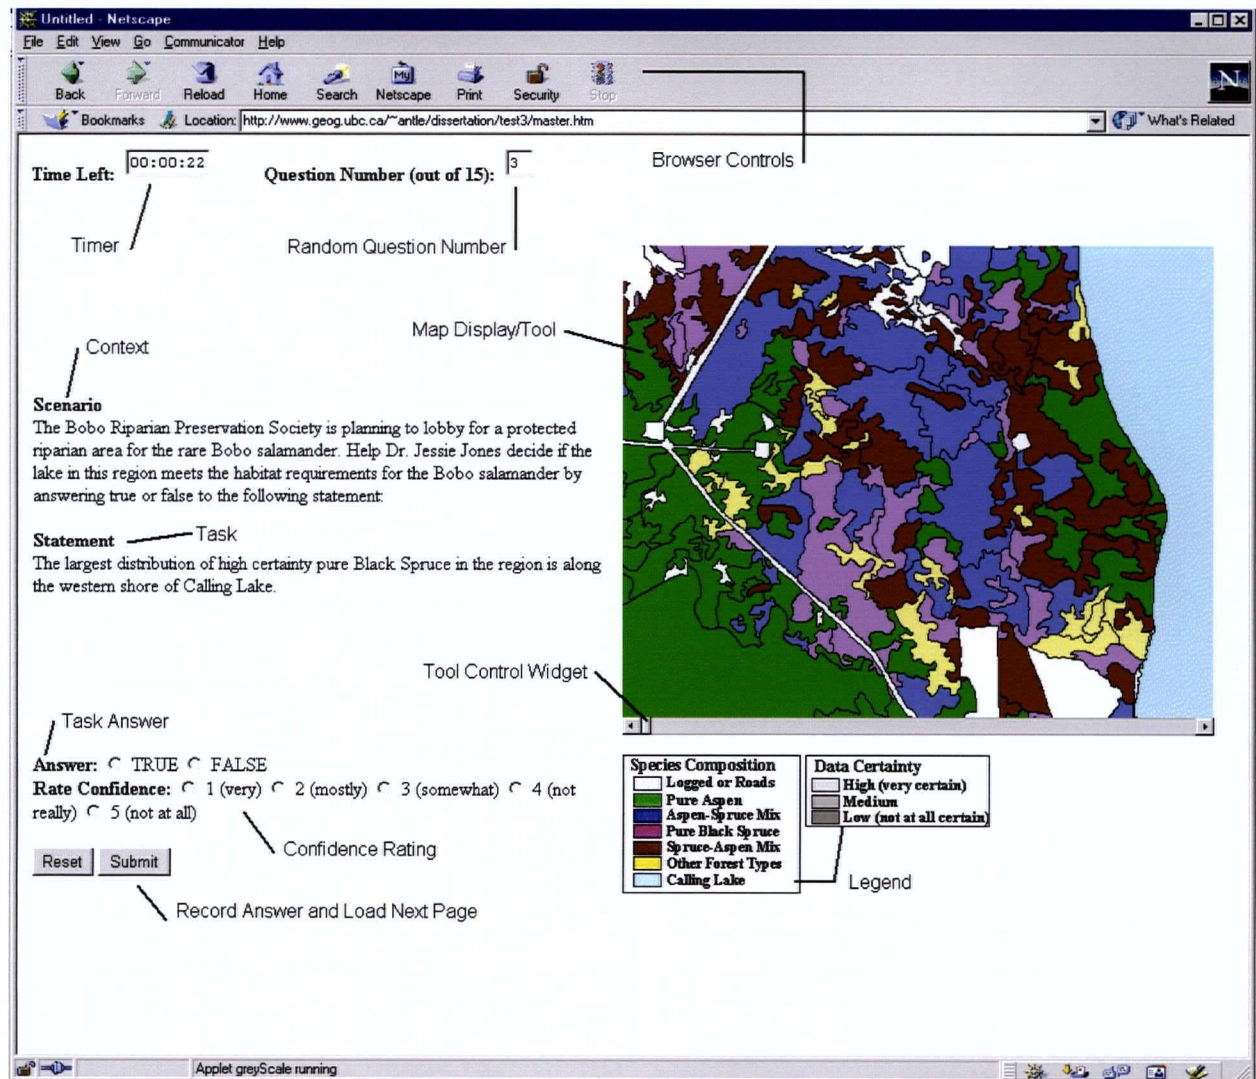 Untitled - Netscape
File Edit View Go Communicator Help
Back Forward Reload Home Search Netscape Print Security Stop
My
N
Bookmarks Location: http://www.geog.ubc.ca/~antle/dissertation/test3/master.htm What's Related
Time Left: 00:00:22 Question Number (out of 15): 3 Browser Controls
Timer Random Question Number
Map Display/Tool
Context
Scenario
The Bobo Riparian Preservation Society is planning to lobby for a protected
riparian area for the rare Bobo salamander. Help Dr. Jessie Jones decide if the
lake in this region meets the habitat requirements for the Bobo salamander by
answering true or false to the following statement:
Statement Task
The largest distribution of high certainty pure Black Spruce in the region is along
the western shore of Calling Lake.
Tool Control Widget
Task Answer
Answer: TRUE FALSE
Rate Confidence: 1 (very) 2 (mostly) 3 (somewhat) 4 (not
really) 5 (not at all)
Confidence Rating
Reset Submit
Record Answer and Load Next Page
Species Composition
Logged or Roads
Pure Aspen
Aspen-Spruce Mix
Pure Black Spruce
Spruce-Aspen Mix
Other Forest Types
Calling Lake
Data Certainty
High (very certain)
Medium
Low (not at all certain)
Legend
Applet greyScale running